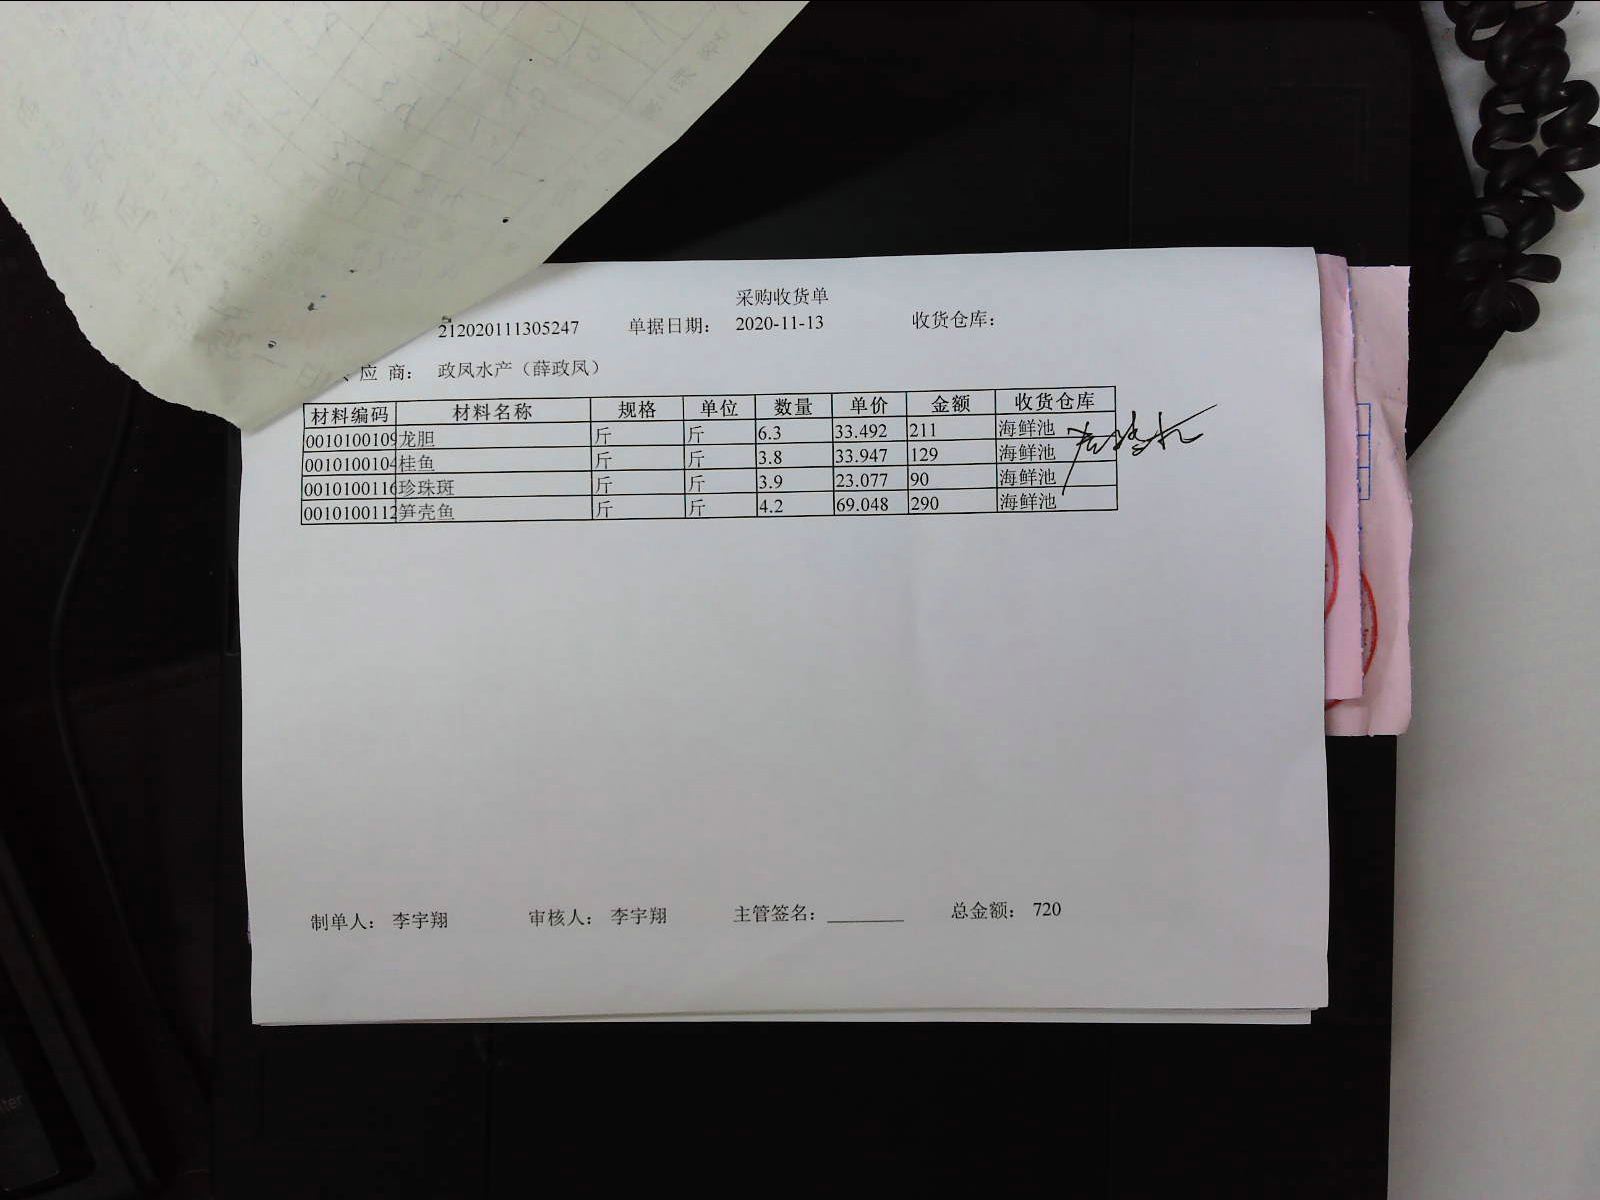 采购收货单
212020111305247 单据日期： 2020-11-13 收货仓库：
应 商： 政凤水产（薛政凤）
材料编码 材料名称 规格 单位 数量 单价 金额 收货仓库
0010100109 龙胆 斤 斤 6.3 33.492 211 海鲜池
0010100104 桂鱼 斤 斤 3.8 33.947 129 海鲜池
0010100116 珍珠斑 斤 斤 3.9 23.077 90 海鲜池
0010100112 笋壳鱼 斤 斤 4.2 69.048 290 海鲜池
制单人： 李宇翔 审核人： 李宇翔 主管签名：________ 总金额： 720